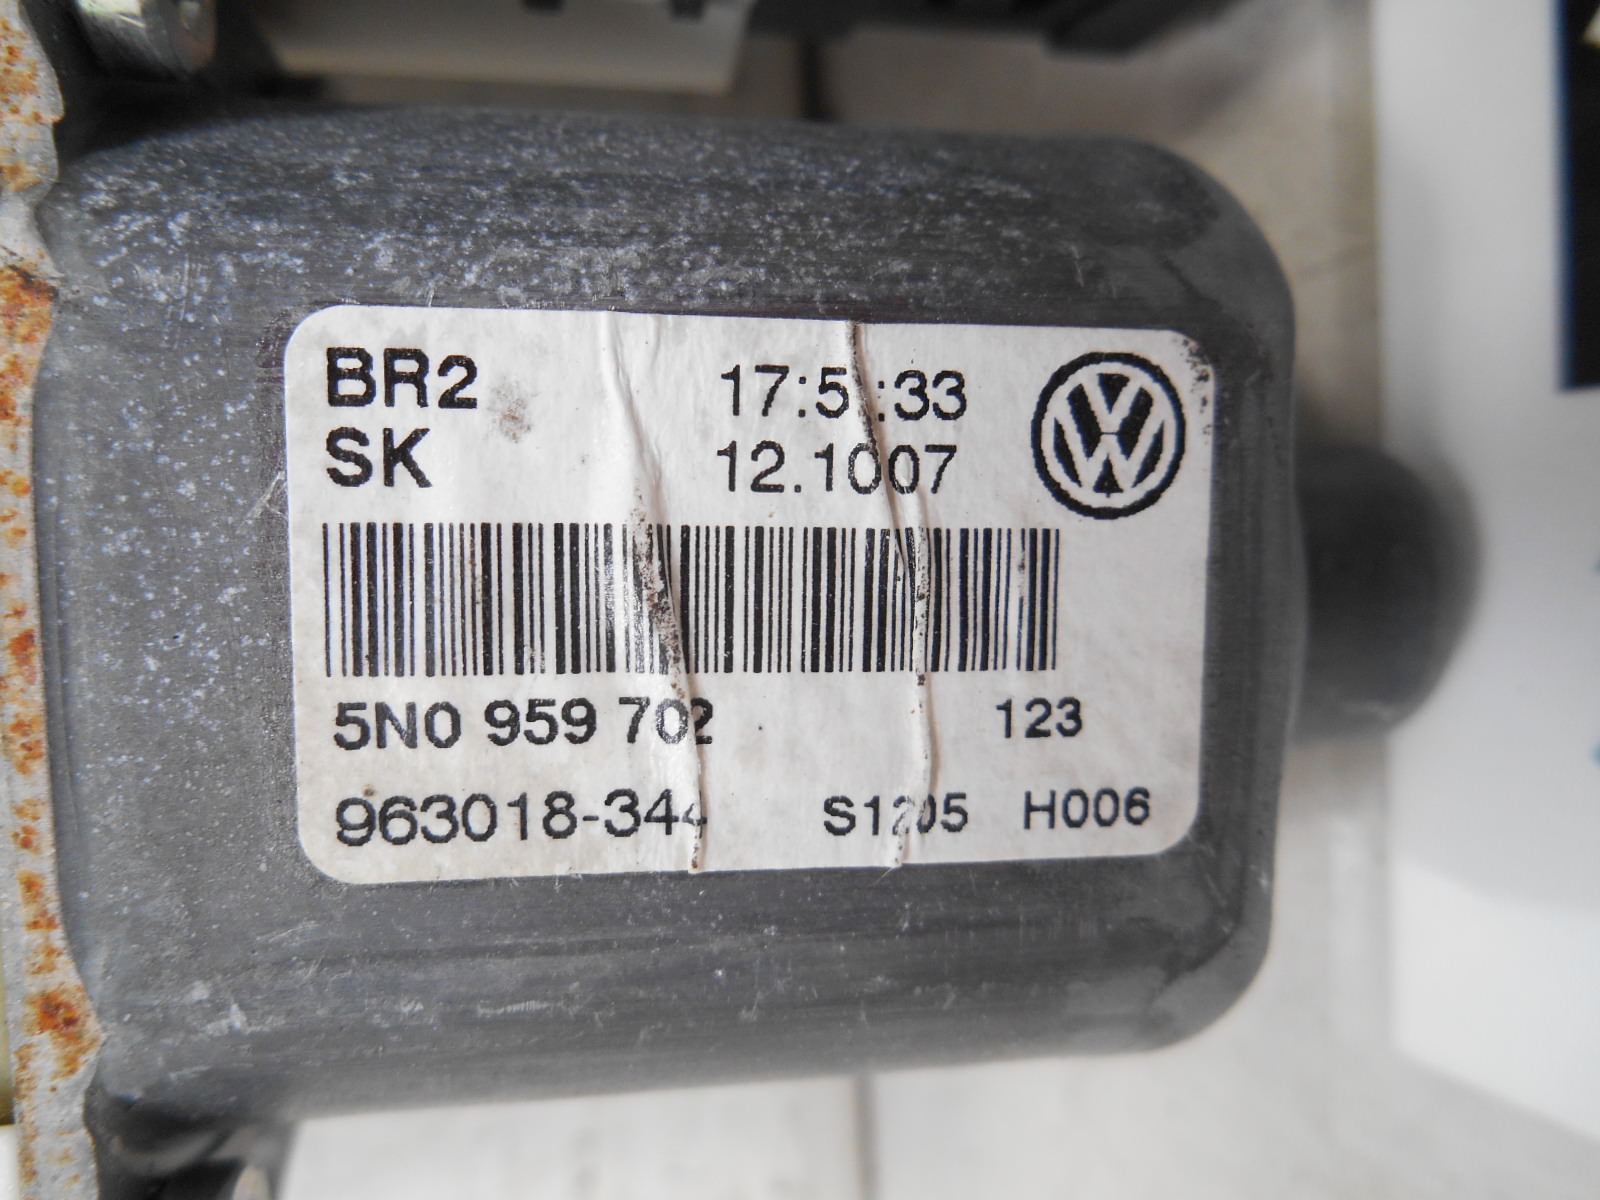 BR2 17:5 :33
SK 12.1007
5N0 959 702 123
963018-344 S1205 H006